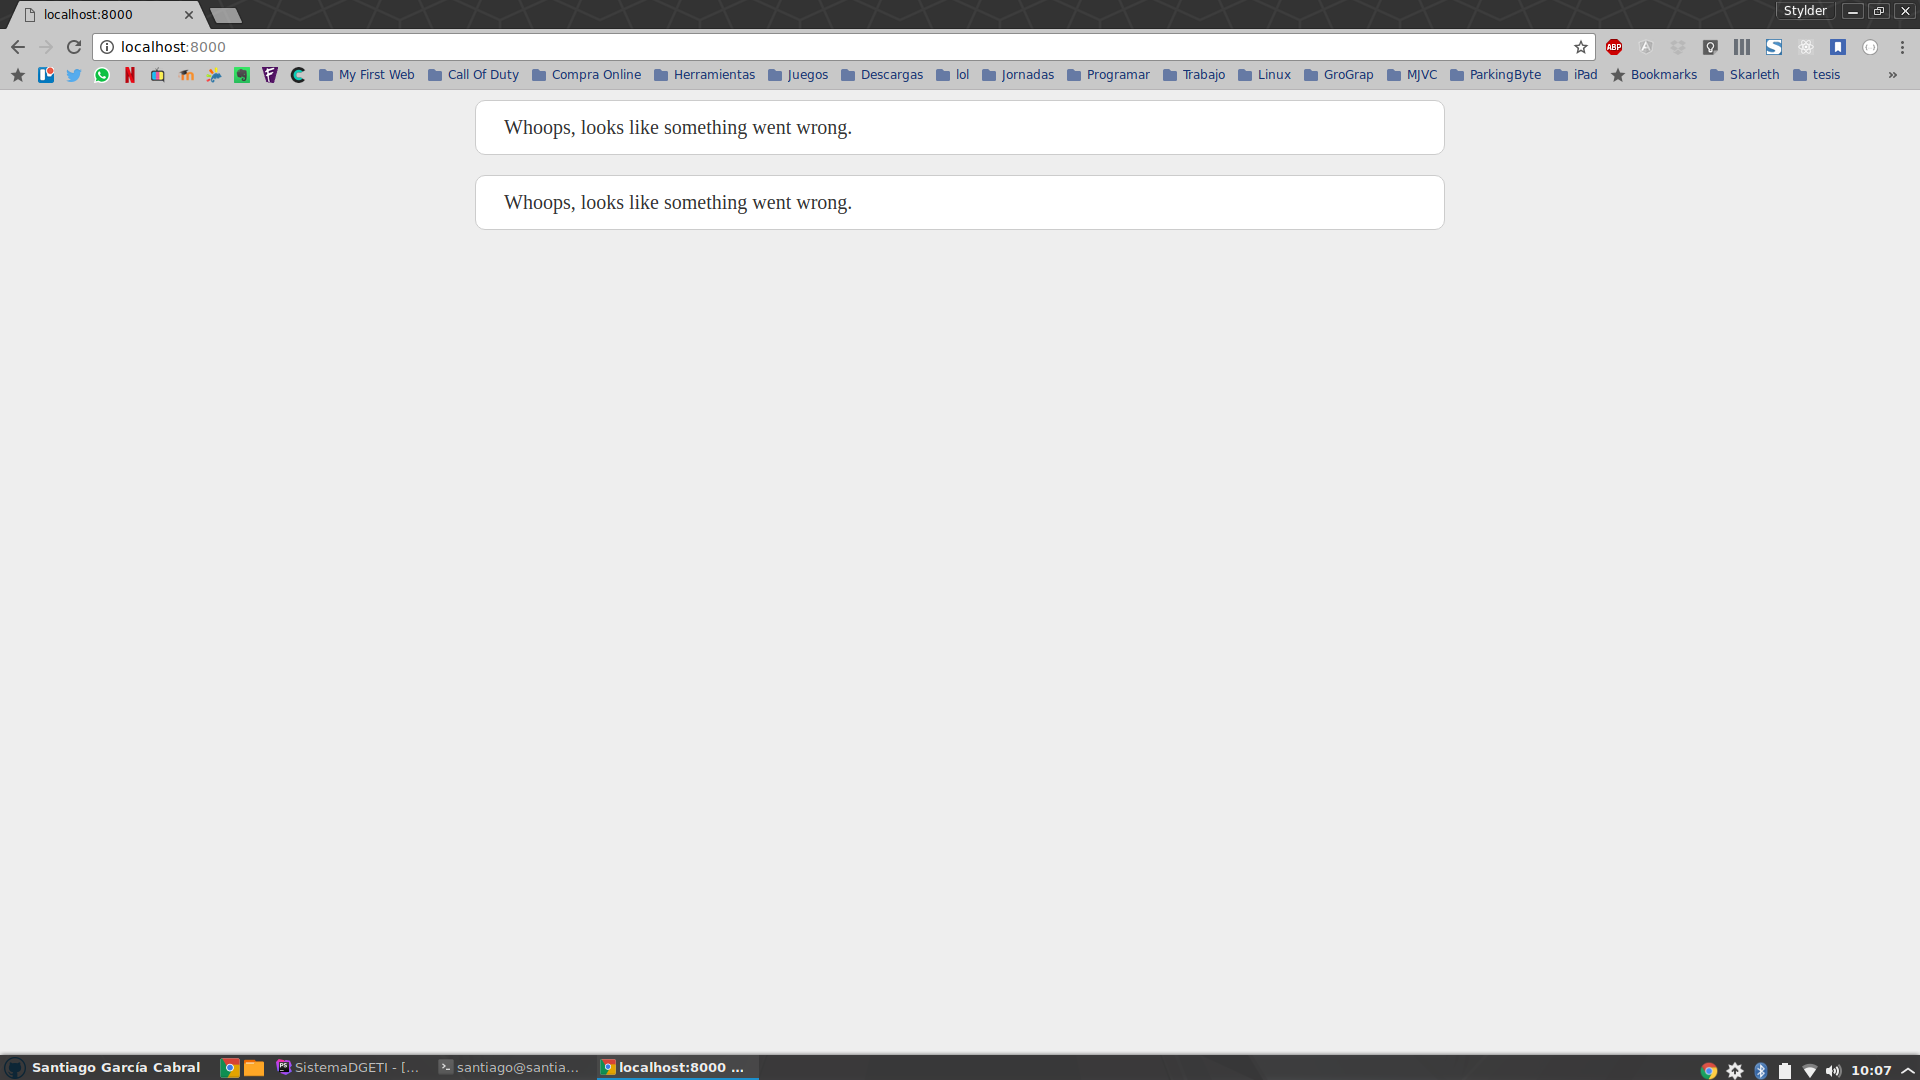 localhost:8000
Stylder
localhost:8000
ABP
My First Web
Call Of Duty
Compra Online
Herramientas
Juegos
Descargas
lol
Jornadas
Programar
Trabajo
Linux
GroGrap
MJVC
ParkingByte
iPad
Bookmarks
Skarleth
tesis
»
Whoops, looks like something went wrong.
Whoops, looks like something went wrong.
Santiago García Cabral
SistemaDGETI - [...
santiago@santia...
localhost:8000 ...
10:07